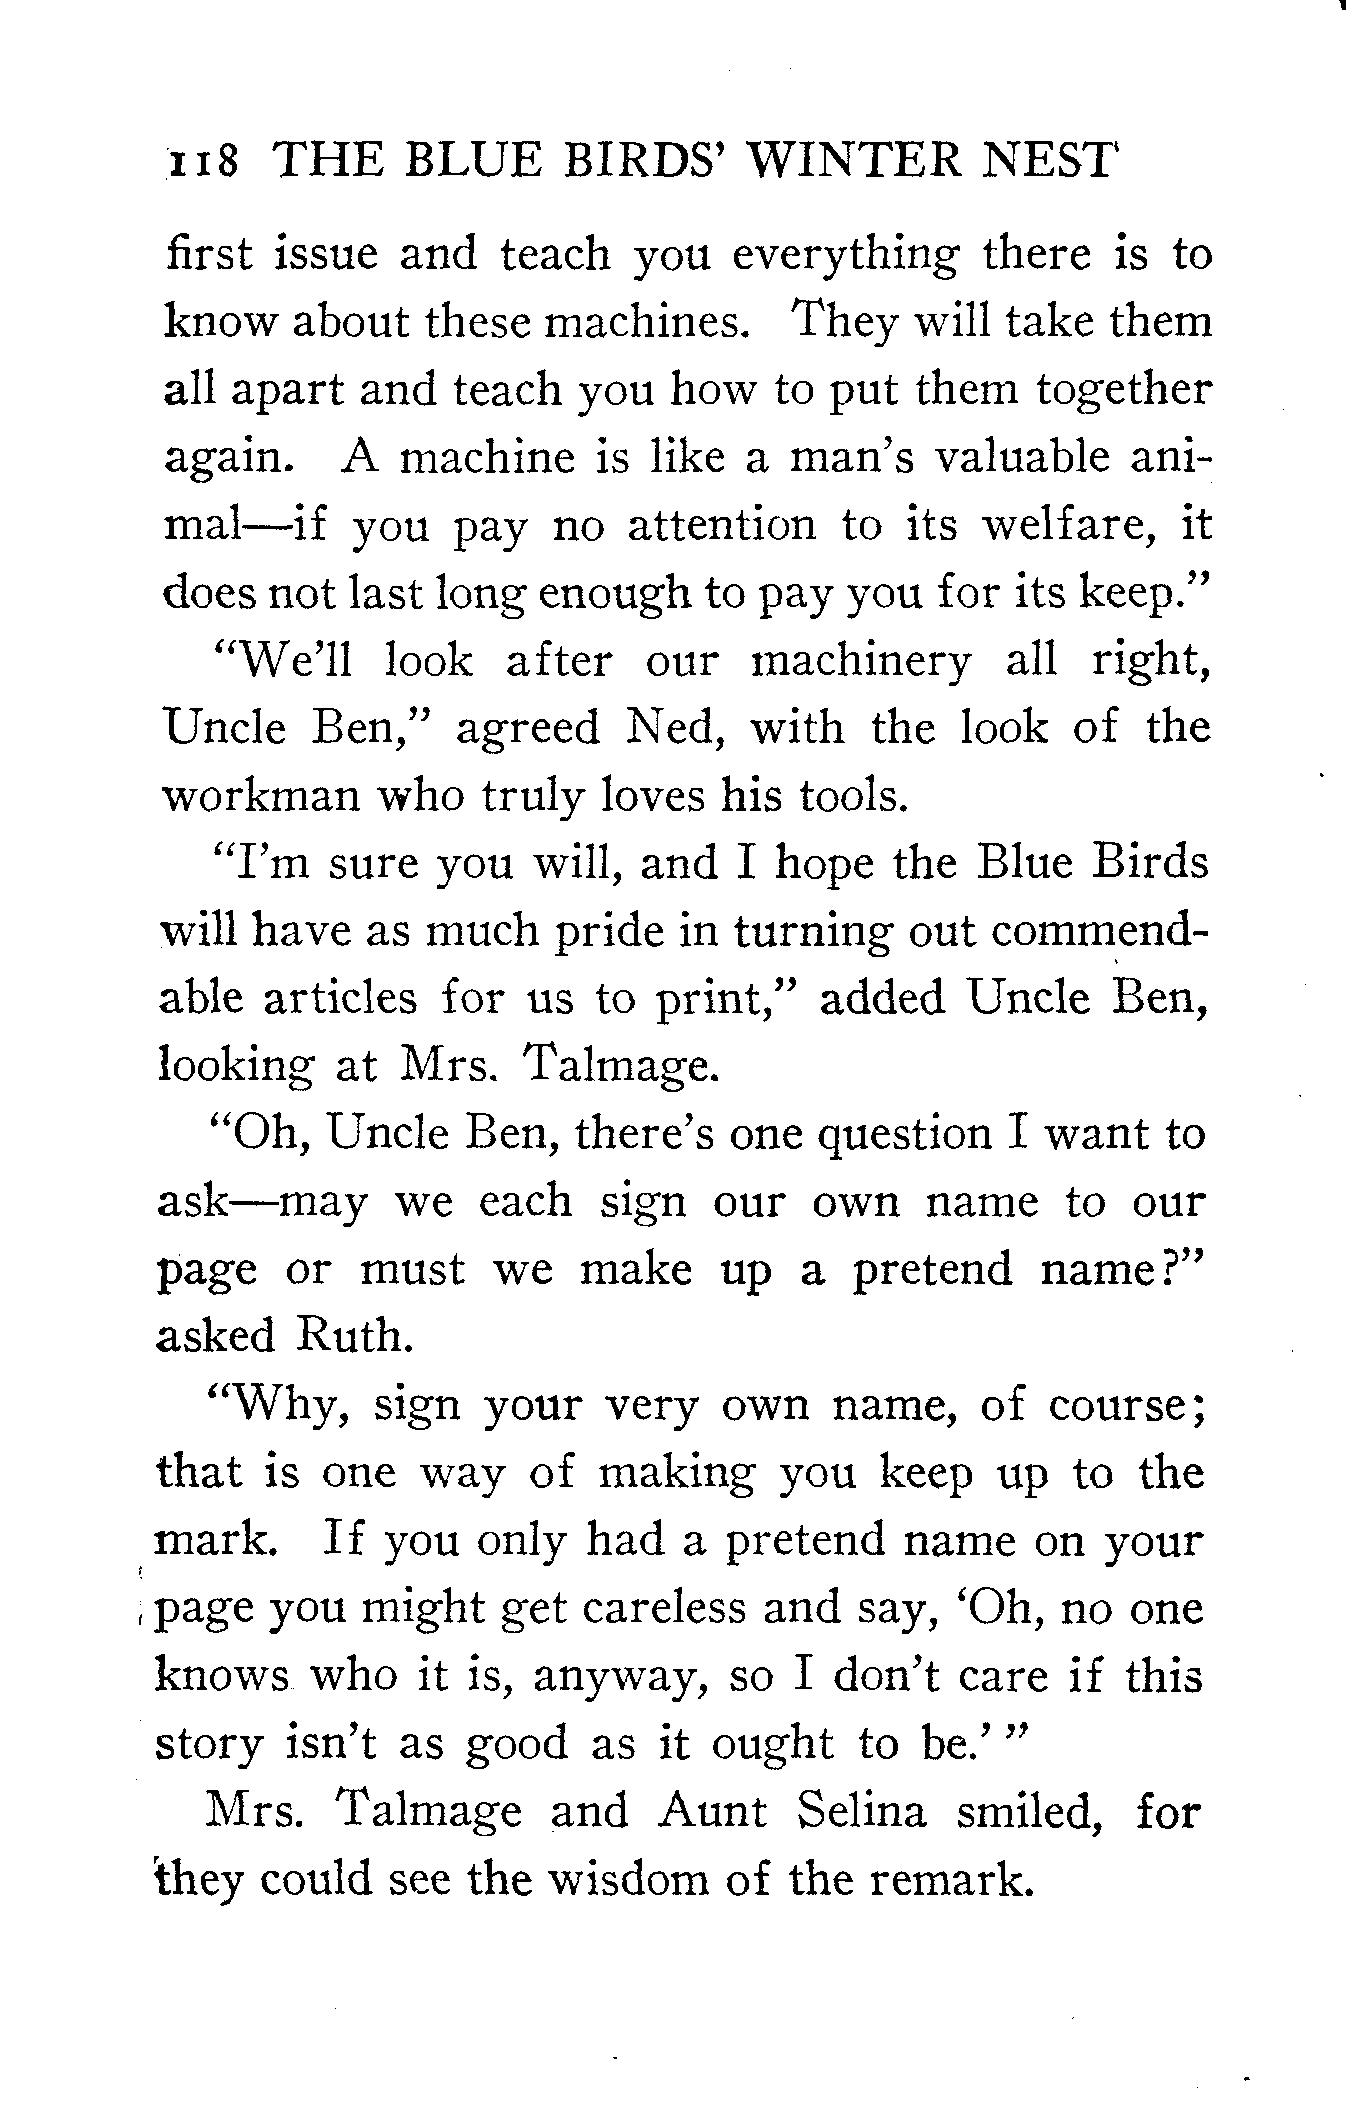 118 THE BLUE BIRDS' WINTER NEST
first issue and teach you everything there is to
know about these machines. They will take them
all apart and teach you how to put them together
again. A machine is like a man's valuable ani-
mal—if you pay no attention to its welfare, it
does not last long enough to pay you for its keep."
"We'll look after our machinery all right,
Uncle Ben," agreed Ned, with the look of the
workman who truly loves his tools.
"I'm sure you will, and I hope the Blue Birds
will have as much pride in turning out commend-
able articles for us to print," added Uncle Ben,
looking at Mrs. Talmage.
"Oh, Uncle Ben, there's one question I want to
ask—may we each sign our own name to our
page or must we make up a pretend name?"
asked Ruth.
"Why, sign your very own name, of course;
that is one way of making you keep up to the
mark. If you only had a pretend name on your
page you might get careless and say, 'Oh, no one
knows who it is, anyway, so I don't care if this
story isn't as good as it ought to be.' "
Mrs. Talmage and Aunt Selina smiled, for
they could see the wisdom of the remark.